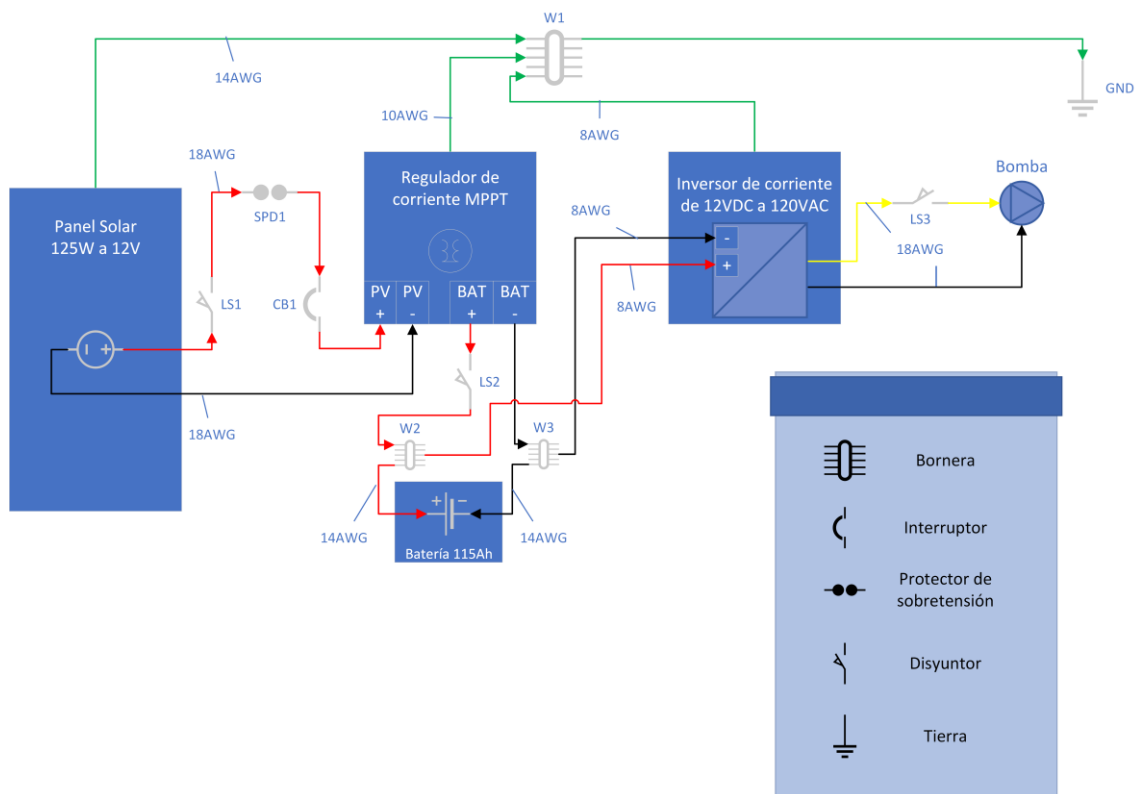 W1
14AWG
GND
10AWG
8AWG
18AWG
SPD1
Regulador de
corriente MPPT
Inversor de corriente
de 12VDC a 120VAC
Bomba
Panel Solar
125W a 12V
8AWG
LS3
18AWG
-
+
LS1
CB1
PV
+
PV
-
BAT
+
BAT
-
8AWG
LS2
18AWG
W2
W3
+ −
14AWG
14AWG
Batería 115Ah
Bornera
Interruptor
Protector de
sobretensión
Disyuntor
Tierra